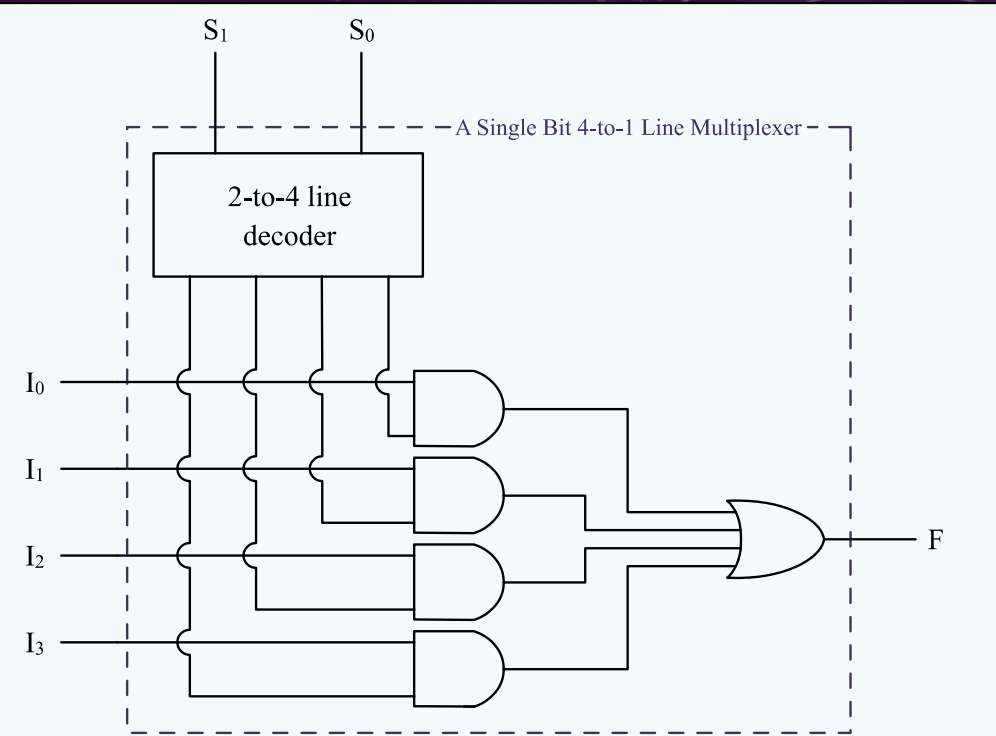 S₁ S₀
A Single Bit 4-to-1 Line Multiplexer
2-to-4 line
decoder
I₀
I₁
I₂
F
I₃